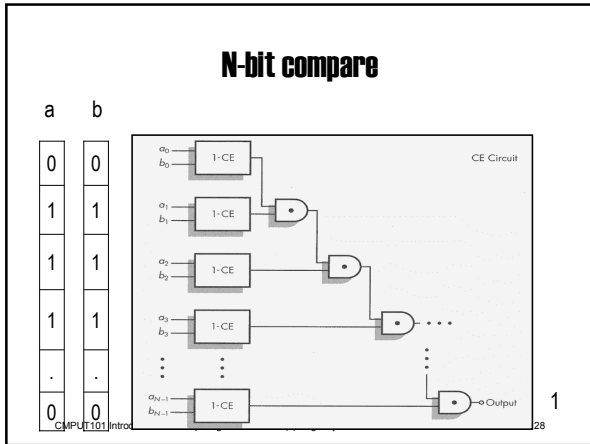 N-bit compare
a b
0 0
1 1
1 1
1 1
. .
0 0
CE Circuit
a₀
b₀
1-CE
a₁
b₁
1-CE
a₂
b₂
1-CE
a₃
b₃
1-CE
aN−1
bN−1
1-CE
Output
1
CMPUT101 Introd
28